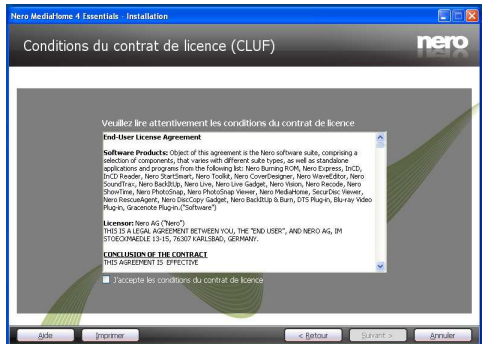 Nero MediaHome 4 Essentials - Installation
Conditions du contrat de licence (CLUF)
nero
Veuillez lire attentivement les conditions du contrat de licence
End-User License Agreement
Software Products: Object of this agreement is the Nero software suite, comprising a
selection of components, that varies with different suite types, as well as standalone
applications and programs from the following list: Nero Burning ROM, Nero Express, InCD,
InCD Reader, Nero StartSmart, Nero Toolkit, Nero CoverDesigner, Nero WaveEditor, Nero
SoundTrax, Nero BackItUp, Nero Live, Nero Live Gadget, Nero Vision, Nero Recode, Nero
ShowTime, Nero PhotoSnap, Nero PhotoSnap Viewer, Nero MediaHome, SecurDisc Viewer,
Nero RescueAgent, Nero DiscCopy Gadget, Nero BackItUp & Burn, DTS Plug-in, Blu-ray Video
Plug-in, Gracenote Plug-in.("Software")
Licensor: Nero AG ("Nero")
THIS IS A LEGAL AGREEMENT BETWEEN YOU, THE "END USER", AND NERO AG, IM
STOECKMAEDLE 13-15, 76307 KARLSBAD, GERMANY.
CONCLUSION OF THE CONTRACT
THIS AGREEMENT IS EFFECTIVE
J'accepte les conditions du contrat de licence
Aide
Imprimer
< Retour
Suivant >
Annuler